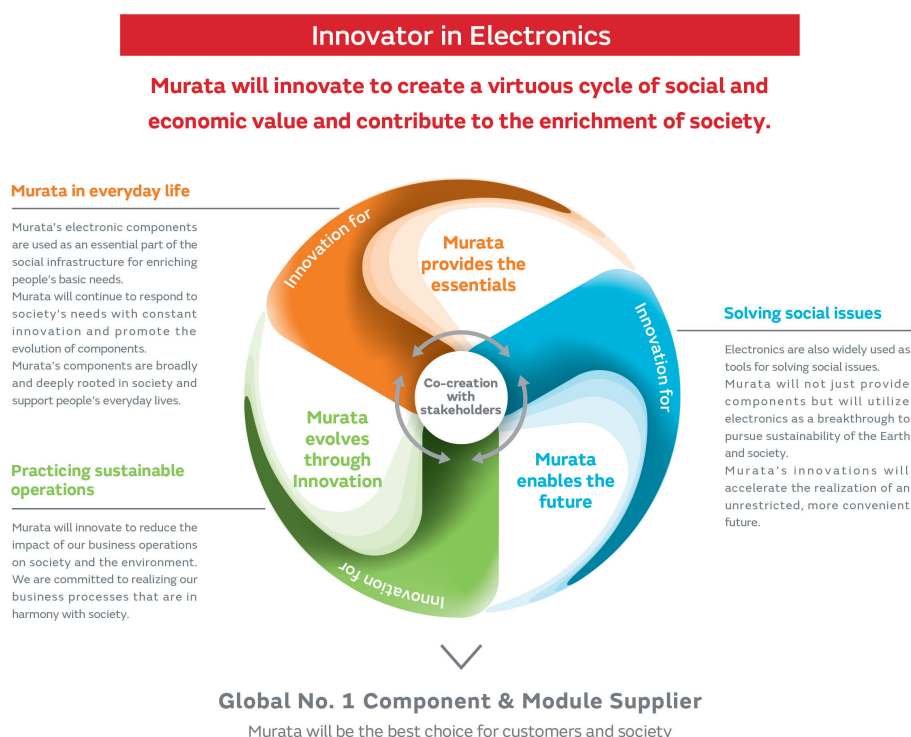 Innovator in Electronics
Murata will innovate to create a virtuous cycle of social and
economic value and contribute to the enrichment of society.
Murata in everyday life
Murata's electronic components
are used as an essential part of the
social infrastructure for enriching
people's basic needs.
Murata will continue to respond to
society's needs with constant
innovation and promote the
evolution of components.
Murata's components are broadly
and deeply rooted in society and
support people's everyday lives.
Innovation for
Murata
provides the
essentials
Innovation for
Solving social issues
Electronics are also widely used as
tools for solving social issues.
Murata will not just provide
components but will utilize
electronics as a breakthrough to
pursue sustainability of the Earth
and society.
Murata's innovations will
accelerate the realization of an
unrestricted, more convenient
future.
Co-creation
with
stakeholders
Murata
evolves
through
Innovation
Murata
enables the
future
Practicing sustainable
operations
Murata will innovate to reduce the
impact of our business operations
on society and the environment.
We are committed to realizing our
business processes that are in
harmony with society.
Innovation for
Global No. 1 Component & Module Supplier
Murata will be the best choice for customers and society